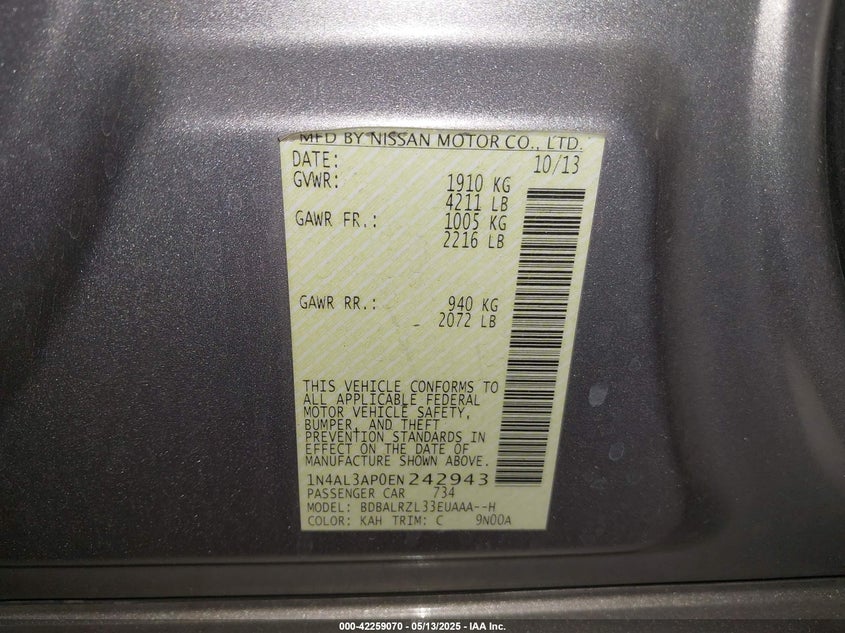 MFD BY NISSAN MOTOR CO., LTD.
DATE: 10/13
GVWR: 1910 KG
4211 LB
GAWR FR.: 1005 KG
2216 LB
GAWR RR.: 940 KG
2072 LB
THIS VEHICLE CONFORMS TO
ALL APPLICABLE FEDERAL
MOTOR VEHICLE SAFETY,
BUMPER, AND THEFT
PREVENTION STANDARDS IN
EFFECT ON THE DATE OF
MANUFACTURE SHOWN ABOVE.
1N4AL3AP0EN242943
PASSENGER CAR 734
MODEL: BDBALRZL33EUAAA--H
COLOR: KAH TRIM: C 9N00A
000-42259070 - 05/13/2025 - IAA Inc.